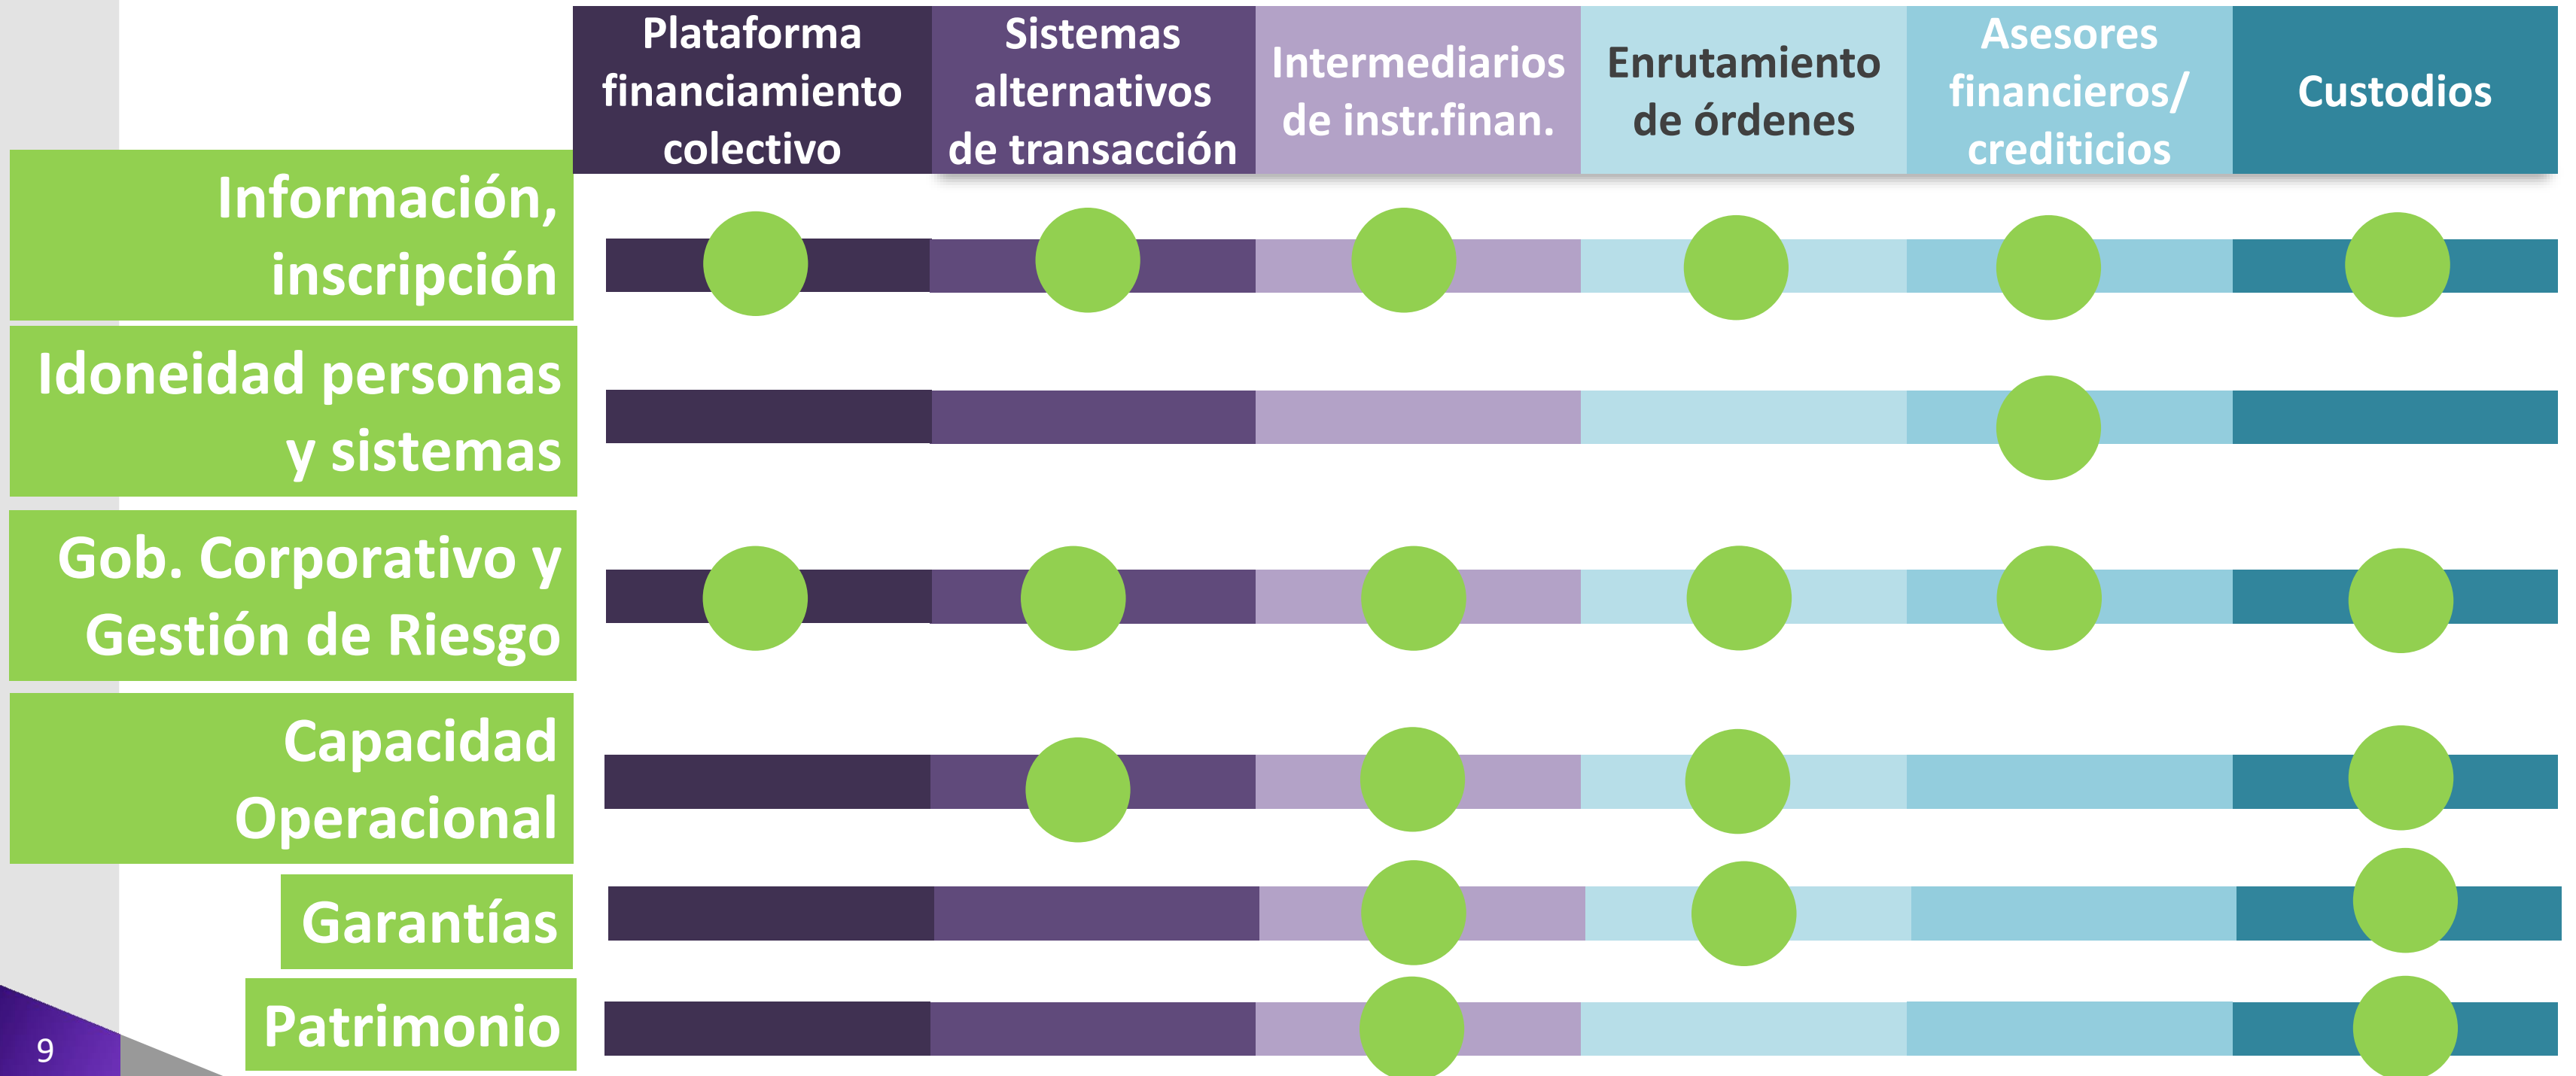 Plataforma
financiamiento
colectivo
Sistemas
alternativos
de transacción
Intermediarios
de instr.finan.
Enrutamiento
de órdenes
Asesores
financieros/
crediticios
Custodios
Información,
inscripción
Idoneidad personas
y sistemas
Gob. Corporativo y
Gestión de Riesgo
Capacidad
Operacional
Garantías
Patrimonio
9